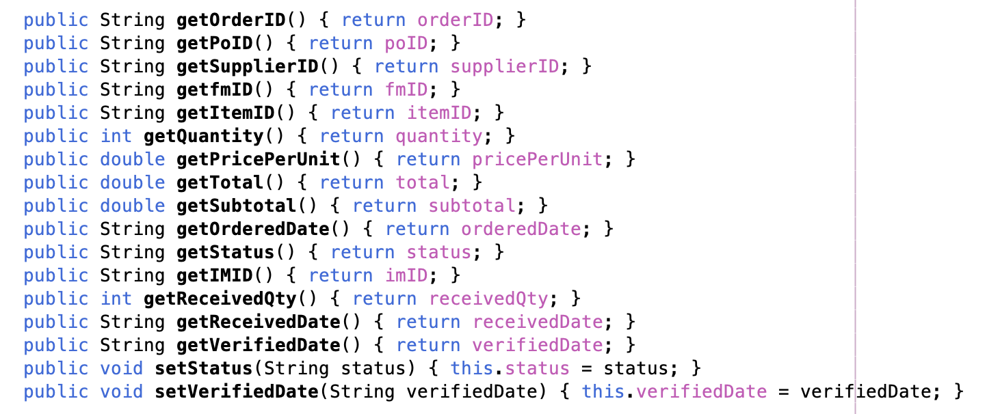 public String getOrderID() { return orderID; }
public String getPoID() { return poID; }
public String getSupplierID() { return supplierID; }
public String getfmID() { return fmID; }
public String getItemID() { return itemID; }
public int getQuantity() { return quantity; }
public double getPricePerUnit() { return pricePerUnit; }
public double getTotal() { return total; }
public double getSubtotal() { return subtotal; }
public String getOrderedDate() { return orderedDate; }
public String getStatus() { return status; }
public String getIMID() { return imID; }
public int getReceivedQty() { return receivedQty; }
public String getReceivedDate() { return receivedDate; }
public String getVerifiedDate() { return verifiedDate; }
public void setStatus(String status) { this.status = status; }
public void setVerifiedDate(String verifiedDate) { this.verifiedDate = verifiedDate; }